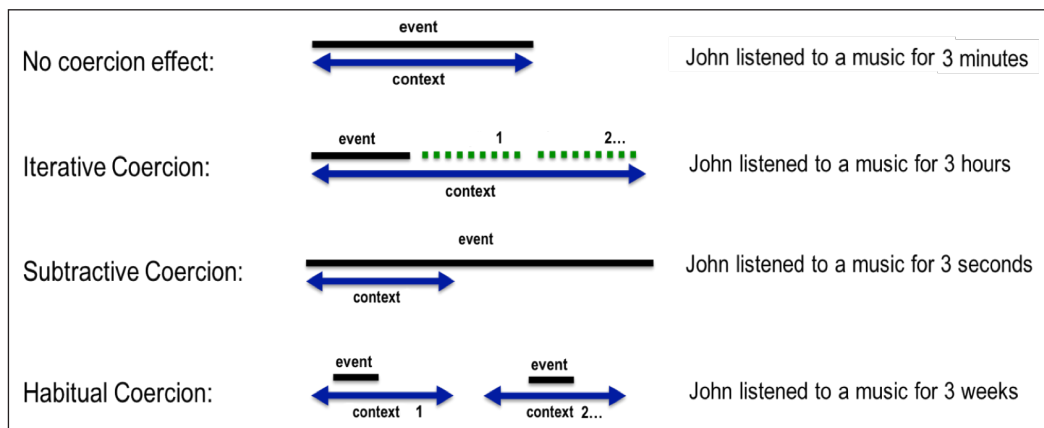 event
No coercion effect:
John listened to a music for 3 minutes
context
event 1 2...
Iterative Coercion:
John listened to a music for 3 hours
context
event
Subtractive Coercion:
John listened to a music for 3 seconds
context
event event
Habitual Coercion:
John listened to a music for 3 weeks
context 1 context 2...